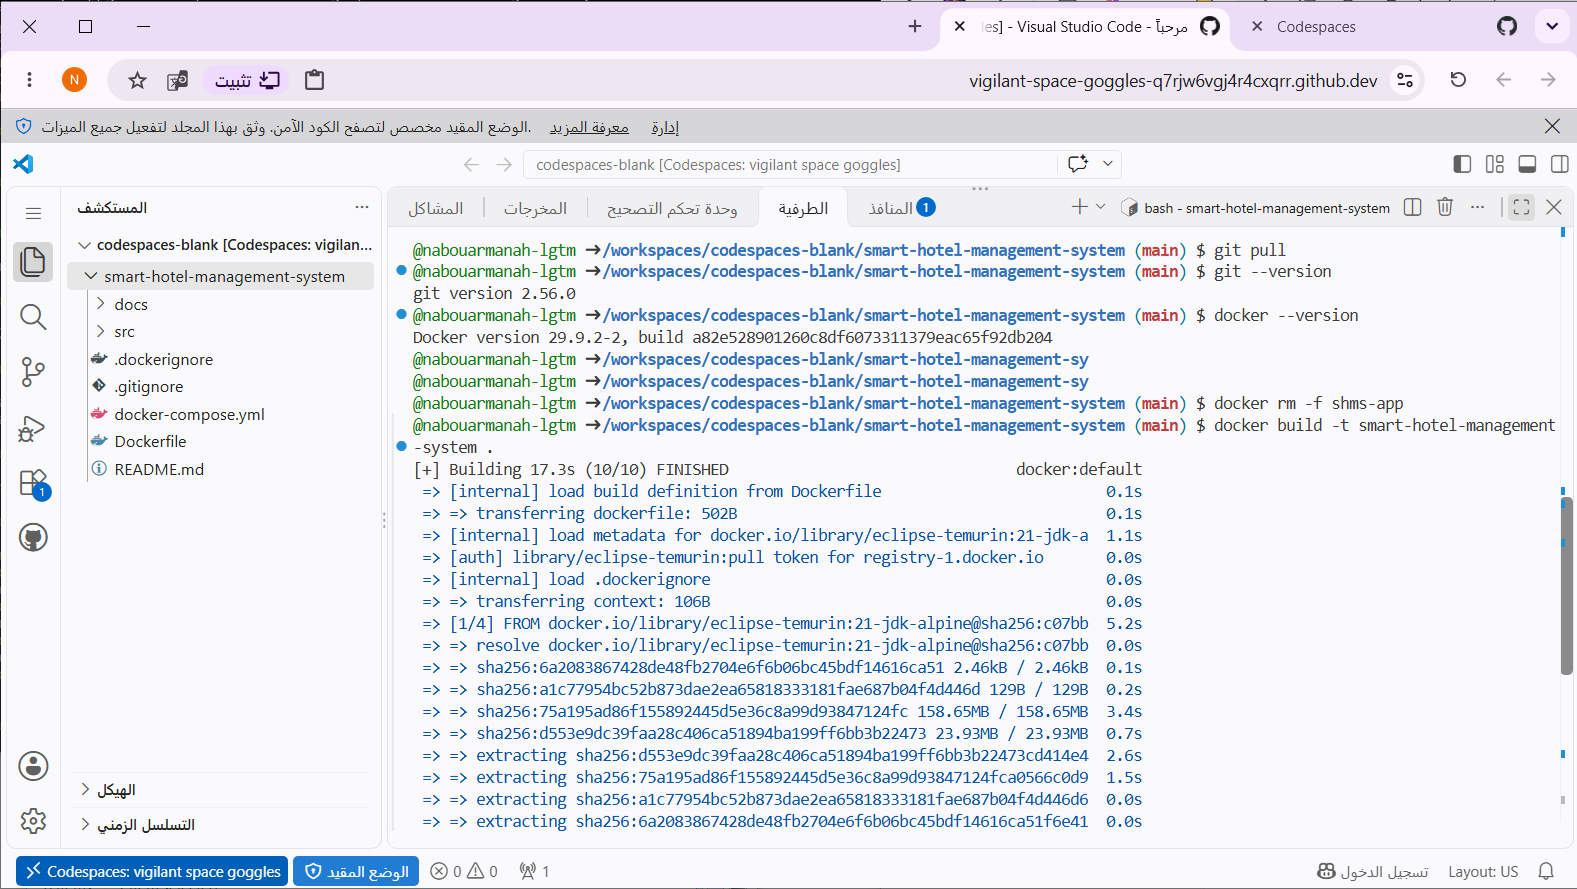 مرحباً - Visual Studio Code - [les
Codespaces
N
تثبيت
vigilant-space-goggles-q7rjw6vgj4r4cxqrr.github.dev
الوضع المقيد مخصص لتصفح الكود الآمن. وثق بهذا المجلد لتفعيل جميع الميزات. معرفة المزيد إدارة
codespaces-blank [Codespaces: vigilant space goggles]
المستكشف
codespaces-blank [Codespaces: vigilan...
smart-hotel-management-system
docs
src
.dockerignore
.gitignore
docker-compose.yml
Dockerfile
README.md
1
الهيكل
التسلسل الزمني
المشاكل
المخرجات
وحدة تحكم التصحيح
الطرفية
المنافذ 1
bash - smart-hotel-management-system
@nabouarmanah-lgtm ➜/workspaces/codespaces-blank/smart-hotel-management-system (main) $ git pull
@nabouarmanah-lgtm ➜/workspaces/codespaces-blank/smart-hotel-management-system (main) $ git --version
git version 2.56.0
@nabouarmanah-lgtm ➜/workspaces/codespaces-blank/smart-hotel-management-system (main) $ docker --version
Docker version 29.9.2-2, build a82e528901260c8df6073311379eac65f92db204
@nabouarmanah-lgtm ➜/workspaces/codespaces-blank/smart-hotel-management-sy
@nabouarmanah-lgtm ➜/workspaces/codespaces-blank/smart-hotel-management-sy
@nabouarmanah-lgtm ➜/workspaces/codespaces-blank/smart-hotel-management-system (main) $ docker rm -f shms-app
@nabouarmanah-lgtm ➜/workspaces/codespaces-blank/smart-hotel-management-system (main) $ docker build -t smart-hotel-management
-system .
[+] Building 17.3s (10/10) FINISHED docker:default
=> [internal] load build definition from Dockerfile 0.1s
=> => transferring dockerfile: 502B 0.1s
=> [internal] load metadata for docker.io/library/eclipse-temurin:21-jdk-a 1.1s
=> [auth] library/eclipse-temurin:pull token for registry-1.docker.io 0.0s
=> [internal] load .dockerignore 0.0s
=> => transferring context: 106B 0.0s
=> [1/4] FROM docker.io/library/eclipse-temurin:21-jdk-alpine@sha256:c07bb 5.2s
=> => resolve docker.io/library/eclipse-temurin:21-jdk-alpine@sha256:c07bb 0.0s
=> => sha256:6a2083867428de48fb2704e6f6b06bc45bdf14616ca51 2.46kB / 2.46kB 0.1s
=> => sha256:a1c77954bc52b873dae2ea65818333181fae687b04f4d446d 129B / 129B 0.2s
=> => sha256:75a195ad86f155892445d5e36c8a99d93847124fc 158.65MB / 158.65MB 3.4s
=> => sha256:d553e9dc39faa28c406ca51894ba199ff6bb3b22473 23.93MB / 23.93MB 0.7s
=> => extracting sha256:d553e9dc39faa28c406ca51894ba199ff6bb3b22473cd414e4 2.6s
=> => extracting sha256:75a195ad86f155892445d5e36c8a99d93847124fca0566c0d9 1.5s
=> => extracting sha256:a1c77954bc52b873dae2ea65818333181fae687b04f4d446d6 0.0s
=> => extracting sha256:6a2083867428de48fb2704e6f6b06bc45bdf14616ca51f6e41 0.0s
Codespaces: vigilant space goggles
الوضع المقيد
0 0
1
تسجيل الدخول
Layout: US